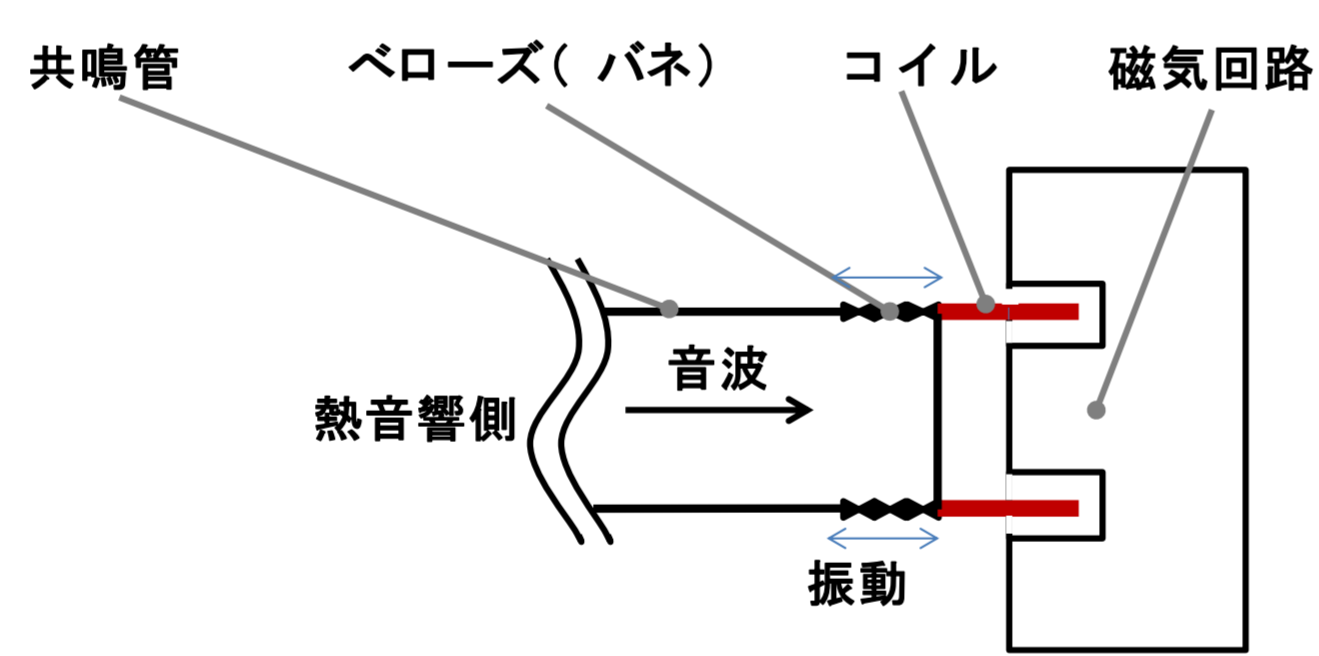 共鳴管
ベローズ( バネ)
コイル
磁気回路
音波
熱音響側
振動